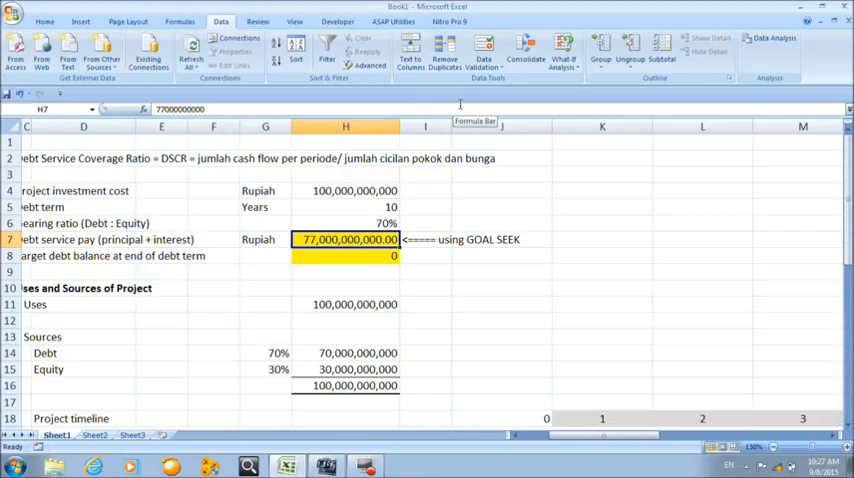 Book1 - Microsoft Excel
Home Insert Page Layout Formulas Data Review View Developer ASAP Utilities Nitro Pro 9
From Access
From Web
From Text
From Other Sources
Existing Connections
Refresh All
Connections
Properties
Edit Links
Sort
Filter
Clear
Reapply
Advanced
Text to Columns
Remove Duplicates
Data Validation
Consolidate
What-If Analysis
Group
Ungroup
Subtotal
Show Detail
Hide Detail
Data Analysis
Get External Data Connections Sort & Filter Data Tools Outline Analysis
H7 fx 77000000000
Formula Bar
C D E F G H I J K L M
1
2 Debt Service Coverage Ratio = DSCR = jumlah cash flow per periode/ jumlah cicilan pokok dan bunga
3
4 roject investment cost Rupiah 100,000,000,000
5 ebt term Years 10
6 earing ratio (Debt : Equity) 70%
7 ebt service pay (principal + interest) Rupiah 77,000,000,000.00 <===== using GOAL SEEK
8 arget debt balance at end of debt term 0
9
10 ses and Sources of Project
11 Uses 100,000,000,000
12
13 Sources
14 Debt 70% 70,000,000,000
15 Equity 30% 30,000,000,000
16 100,000,000,000
18 Project timeline 0 1 2 3
Sheet1 Sheet2 Sheet3
Ready 130%
EN 10:27 AM
9/8/2015